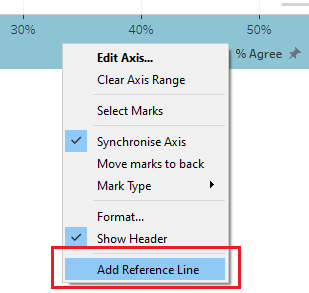 30% 40% 50%
% Agree
Edit Axis...
Clear Axis Range
Select Marks
Synchronise Axis
Move marks to back
Mark Type
Format...
Show Header
Add Reference Line